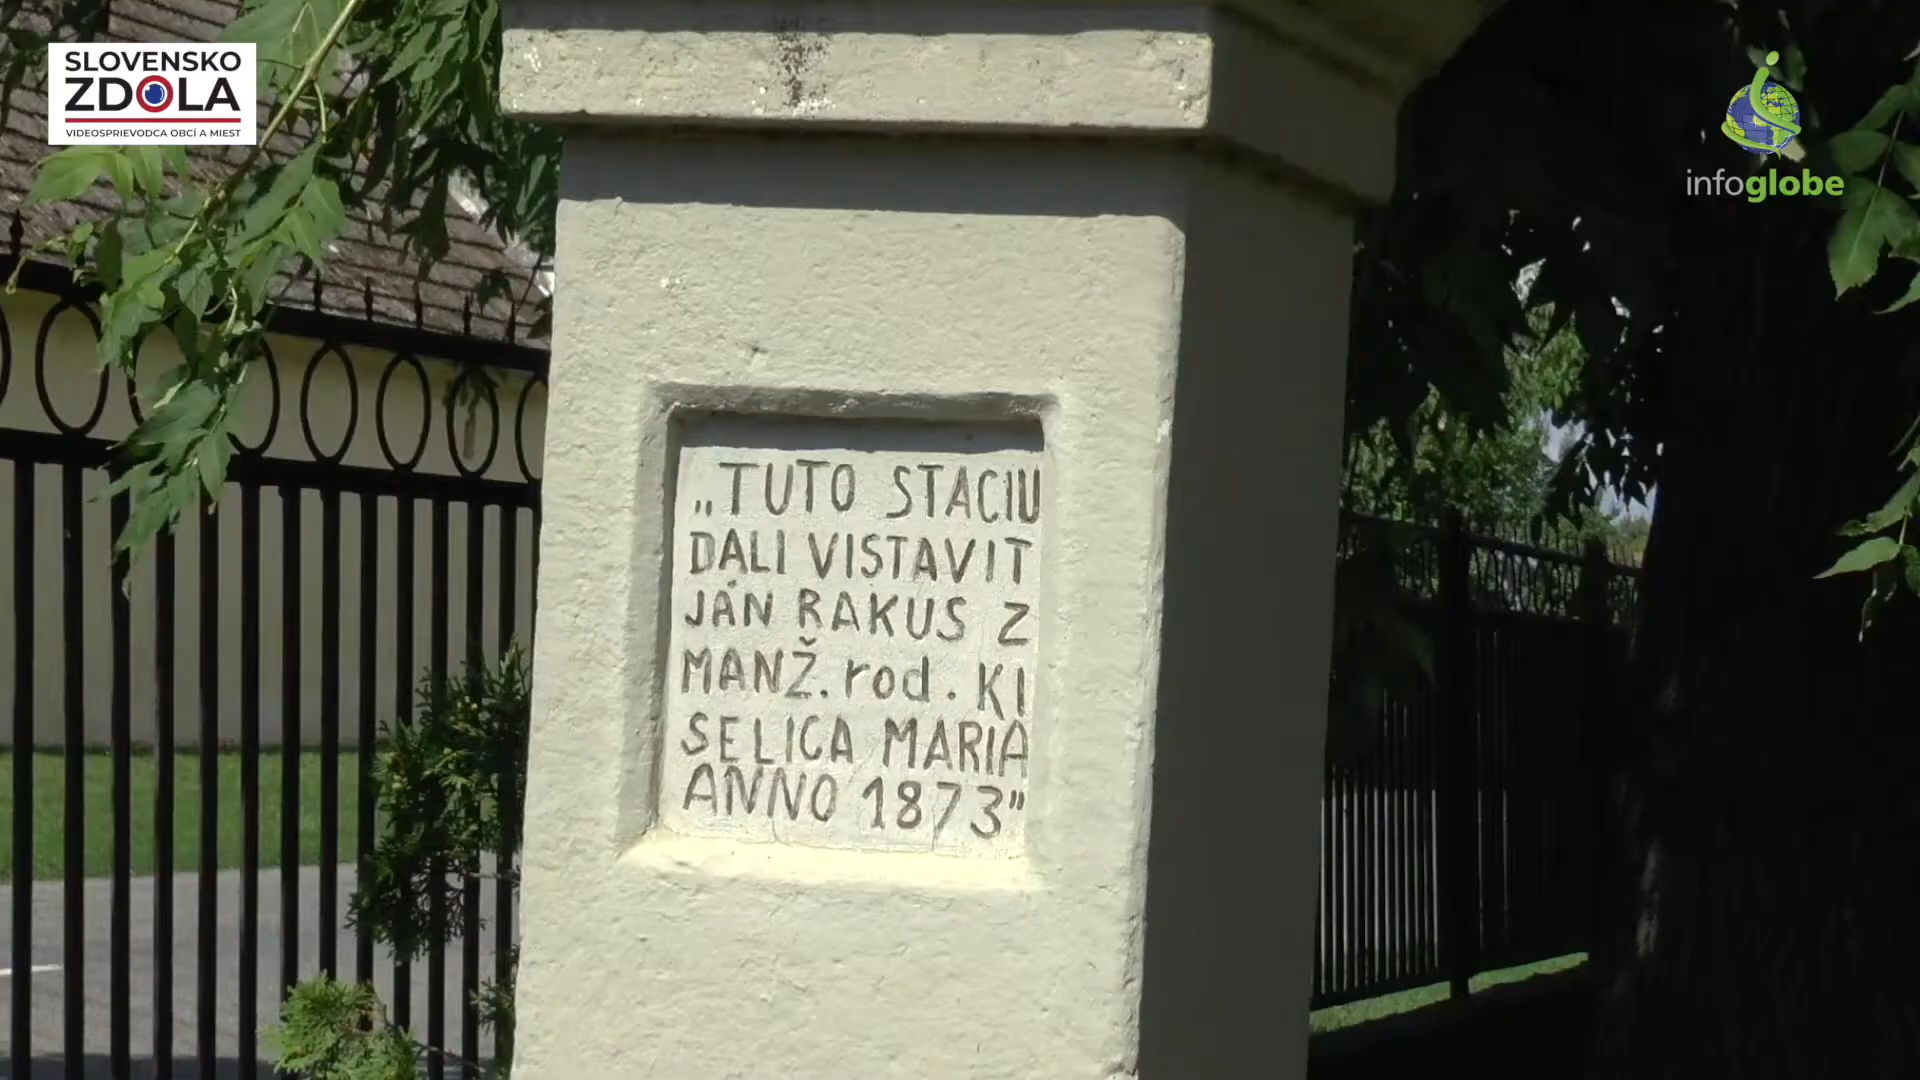 SLOVENSKO
ZDOLA
VIDEOSPRIEVODCA OBCÍ A MIEST
infoglobe
„TUTO STACIU
DALI VISTAVIT
JÁN RAKUS Z
MANŽ. rod. KI
SELICA MARIA
ANNO 1873"